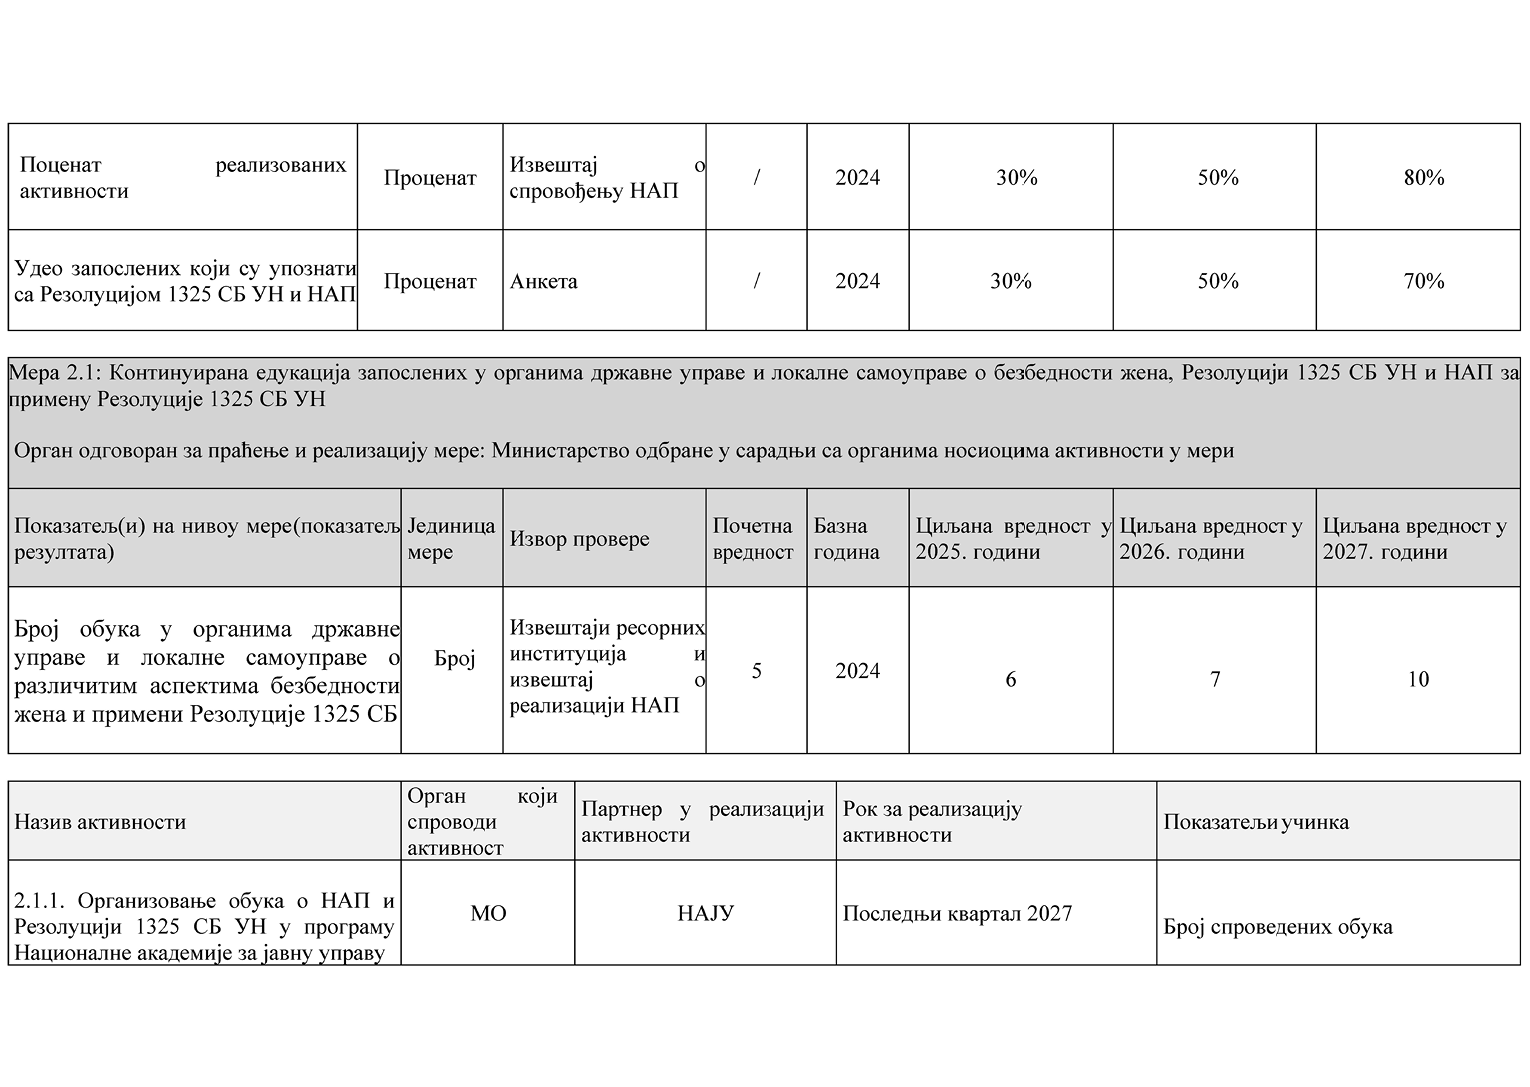 Поценат реализованих
активности
Проценат
Извештај о
спровођењу НАП
/
2024
30%
50%
80%
Удео запослених који су упознати
са Резолуцијом 1325 СБ УН и НАП
Проценат
Анкета
/
2024
30%
50%
70%
Мера 2.1: Континуирана едукација запослених у органима државне управе и локалне самоуправе о безбедности жена, Резолуцији 1325 СБ УН и НАП за
примену Резолуције 1325 СБ УН
Орган одговоран за праћење и реализацију мере: Министарство одбране у сарадњи са органима носиоцима активности у мери
Показатељ(и) на нивоу мере(показатељ
резултата)
Јединица
мере
Извор провере
Почетна
вредност
Базна
година
Циљана вредност у
2025. години
Циљана вредност у
2026. години
Циљана вредност у
2027. години
Број обука у органима државне
управе и локалне самоуправе о
различитим аспектима безбедности
жена и примени Резолуције 1325 СБ
Број
Извештаји ресорних
институција и
извештај о
реализацији НАП
5
2024
6
7
10
Назив активности
Орган који
спроводи
активност
Партнер у реализацији
активности
Рок за реализацију
активности
Показатељи учинка
2.1.1. Организовање обука о НАП и
Резолуцији 1325 СБ УН у програму
Националне академије за јавну управу
МО
НАЈУ
Последњи квартал 2027
Број спроведених обука